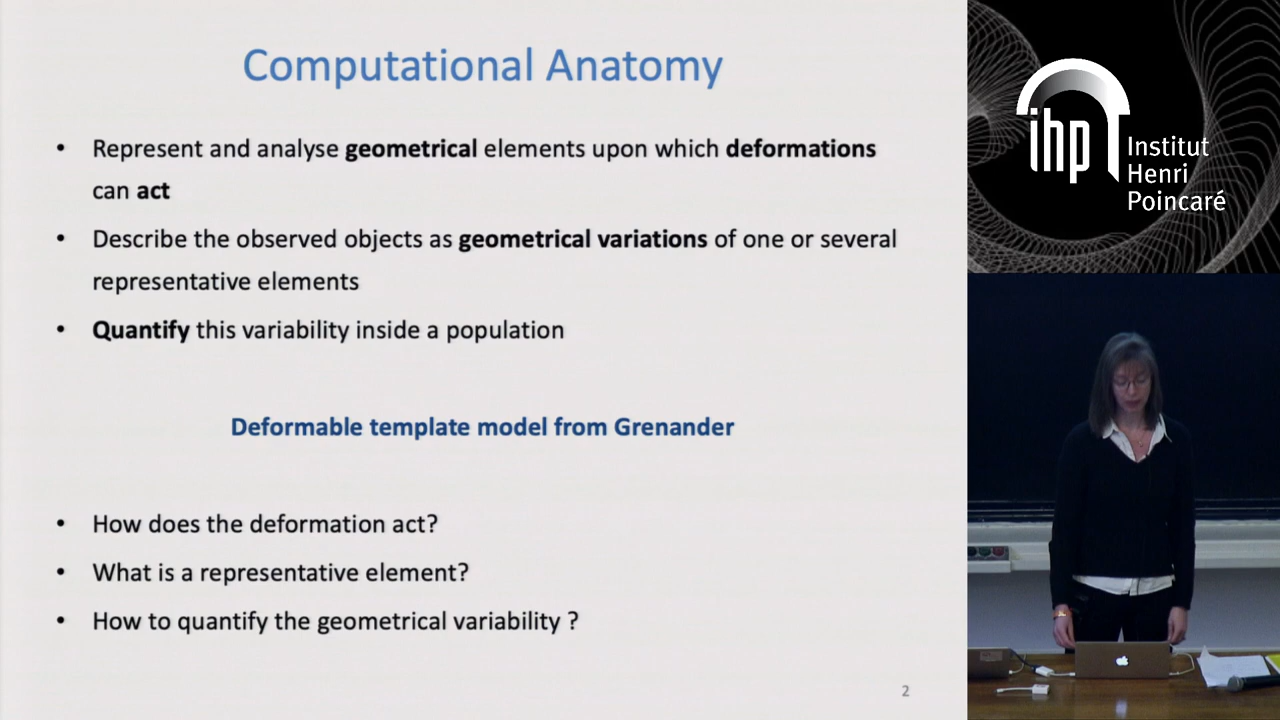 Computational Anatomy
• Represent and analyse geometrical elements upon which deformations
can act
• Describe the observed objects as geometrical variations of one or several
representative elements
• Quantify this variability inside a population
Deformable template model from Grenander
• How does the deformation act?
• What is a representative element?
• How to quantify the geometrical variability ?
2
ihp
Institut
Henri
Poincaré